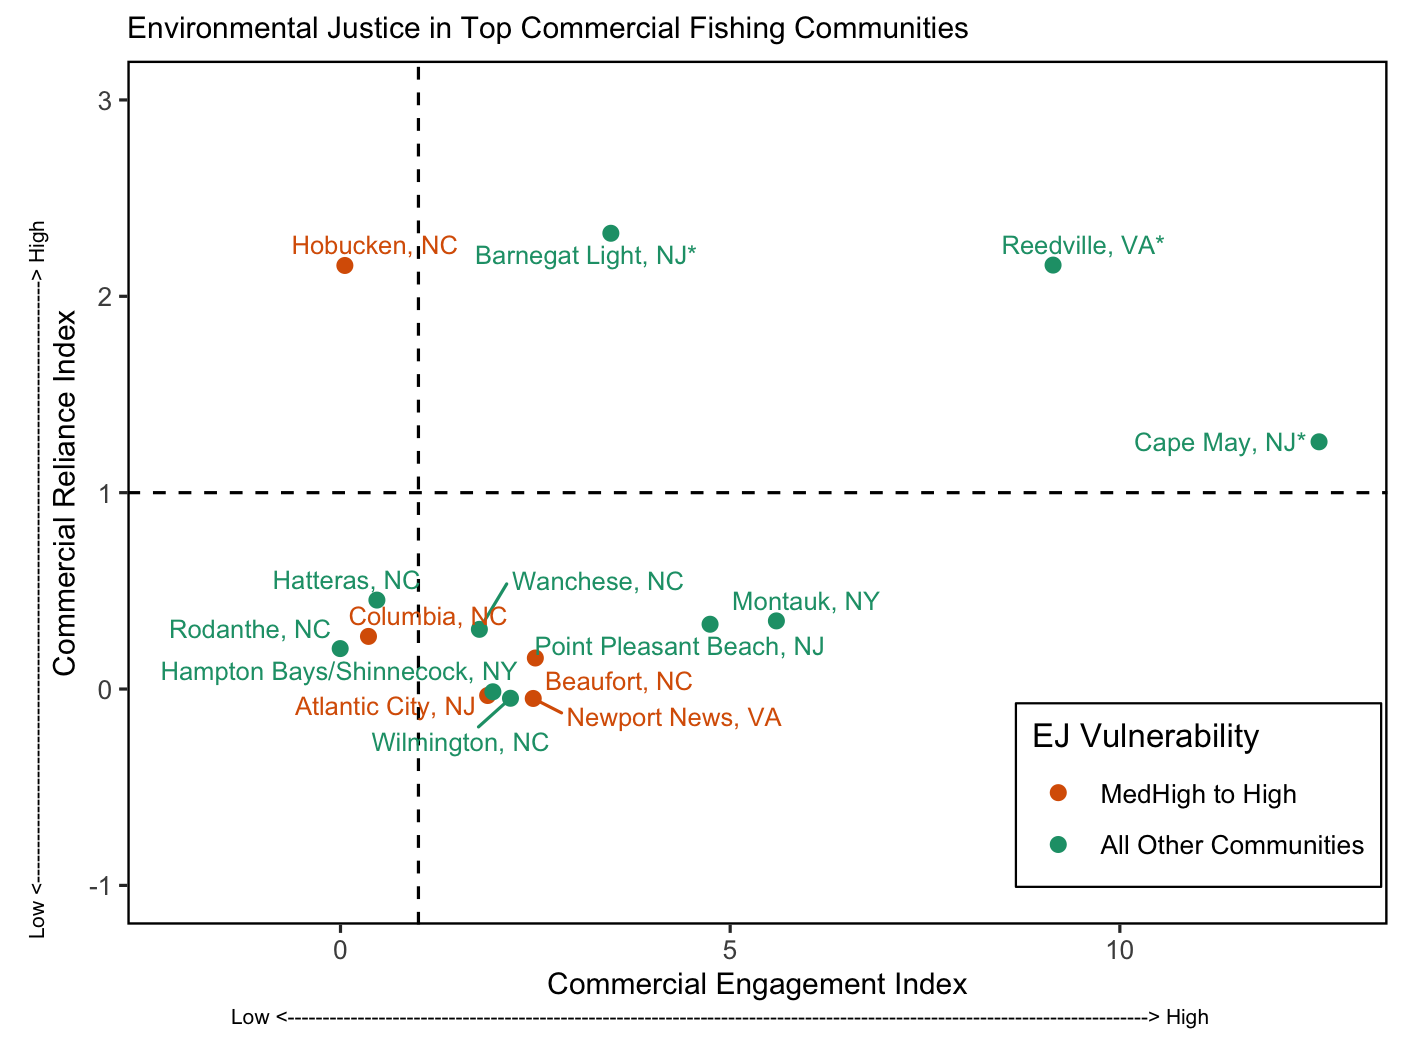 Environmental Justice in Top Commercial Fishing Communities
3
2
1
0
-1
Low <----------------------------------------------------------------------------------------> High
Commercial Reliance Index
Hobucken, NC
Barnegat Light, NJ*
Reedville, VA*
Cape May, NJ*
Hatteras, NC
Wanchese, NC
Montauk, NY
Columbia, NC
Rodanthe, NC
Point Pleasant Beach, NJ
Hampton Bays/Shinnecock, NY
Beaufort, NC
Atlantic City, NJ
Newport News, VA
Wilmington, NC
EJ Vulnerability
MedHigh to High
All Other Communities
0
5
10
Commercial Engagement Index
Low <----------------------------------------------------------------------------------------------------------------------------> High